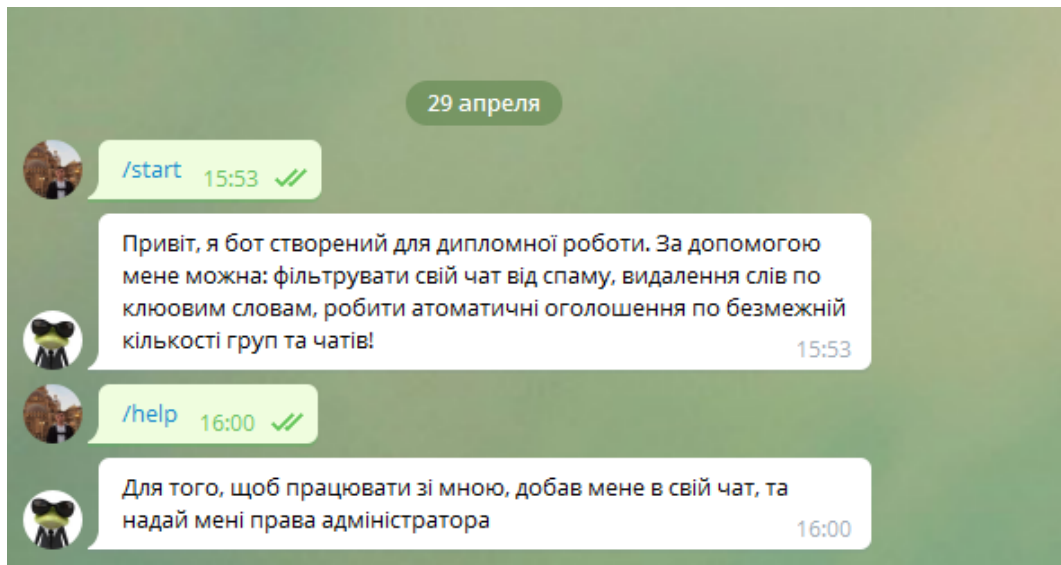 29 апреля
/start 15:53
Привіт, я бот створений для дипломної роботи. За допомогою
мене можна: фільтрувати свій чат від спаму, видалення слів по
клюовим словам, робити атоматичні оголошення по безмежній
кількості груп та чатів!
15:53
/help 16:00
Для того, щоб працювати зі мною, добав мене в свій чат, та
надай мені права адміністратора
16:00